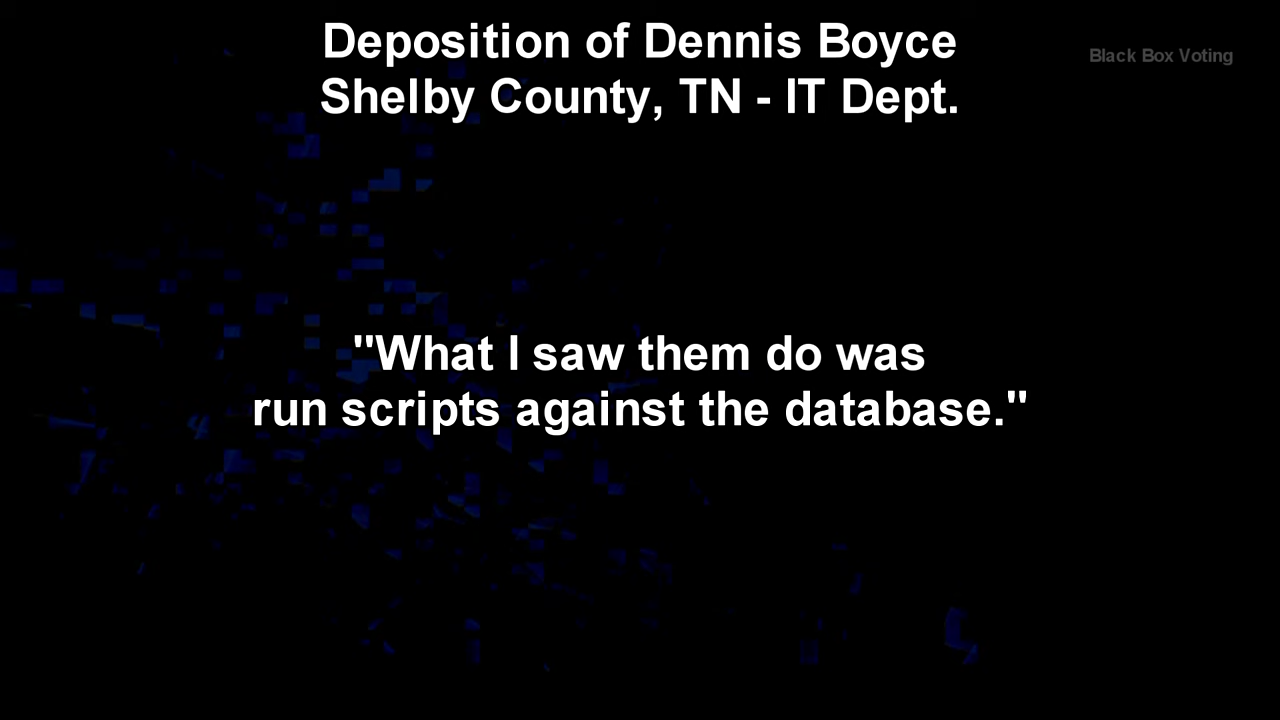 Deposition of Dennis Boyce
Shelby County, TN - IT Dept.
Black Box Voting
"What I saw them do was
run scripts against the database."